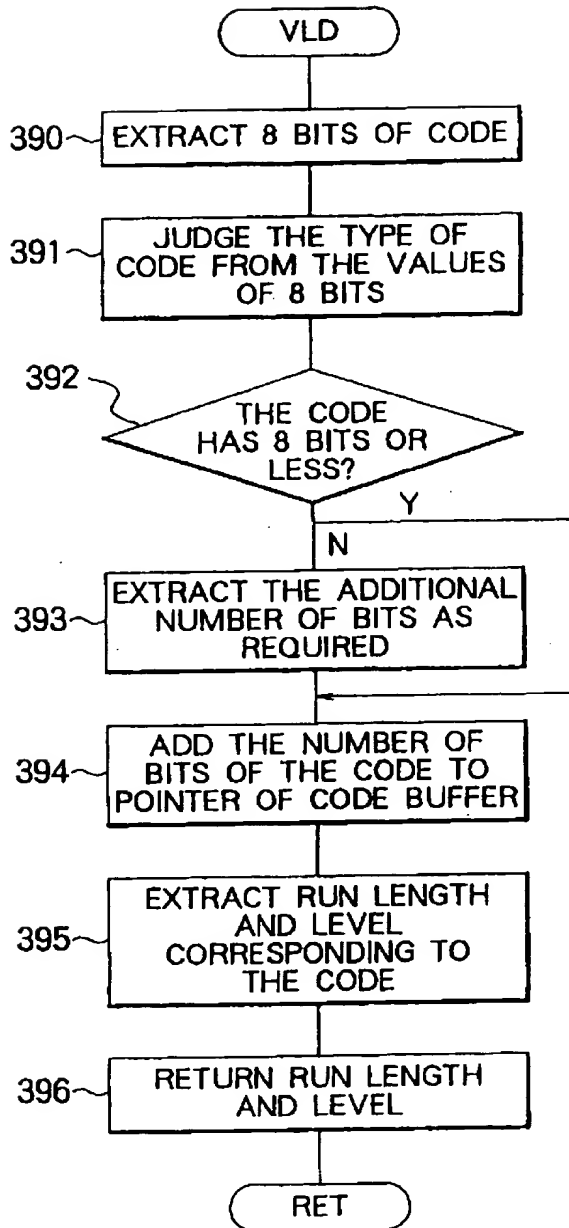 VLD
390
EXTRACT 8 BITS OF CODE
391
JUDGE THE TYPE OF
CODE FROM THE VALUES
OF 8 BITS
392
THE CODE
HAS 8 BITS OR
LESS?
Y
N
393
EXTRACT THE ADDITIONAL
NUMBER OF BITS AS
REQUIRED
394
ADD THE NUMBER OF
BITS OF THE CODE TO
POINTER OF CODE BUFFER
395
EXTRACT RUN LENGTH
AND LEVEL
CORRESPONDING TO
THE CODE
396
RETURN RUN LENGTH
AND LEVEL
RET